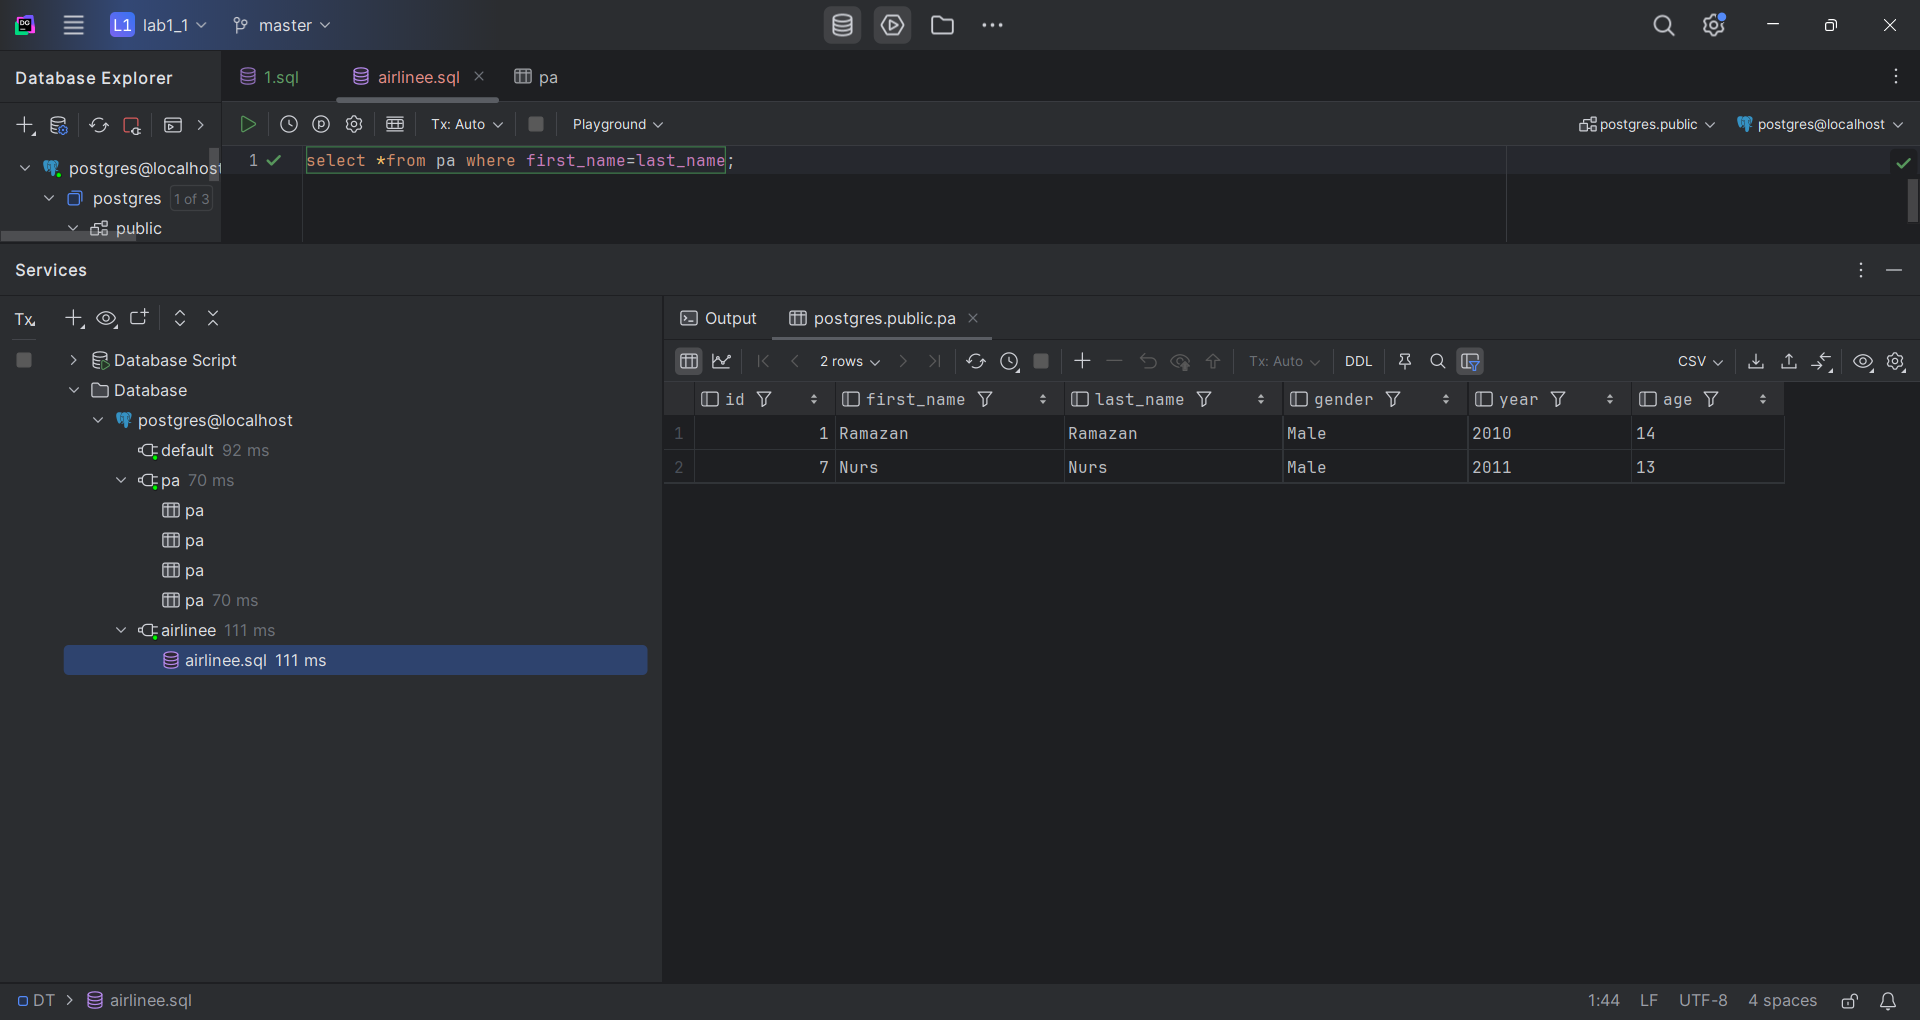 L1 lab1_1 master
Database Explorer
1.sql airlinee.sql pa
Tx: Auto Playground postgres.public postgres@localhost
postgres@localhost
postgres 1 of 3
public
1 select *from pa where first_name=last_name;
Services
Tx
Database Script
Database
postgres@localhost
default 92 ms
pa 70 ms
pa
pa
pa
pa 70 ms
airlinee 111 ms
airlinee.sql 111 ms
Output postgres.public.pa
2 rows Tx: Auto DDL CSV
id first_name last_name gender year age
1 1 Ramazan Ramazan Male 2010 14
2 7 Nurs Nurs Male 2011 13
DT airlinee.sql
1:44 LF UTF-8 4 spaces